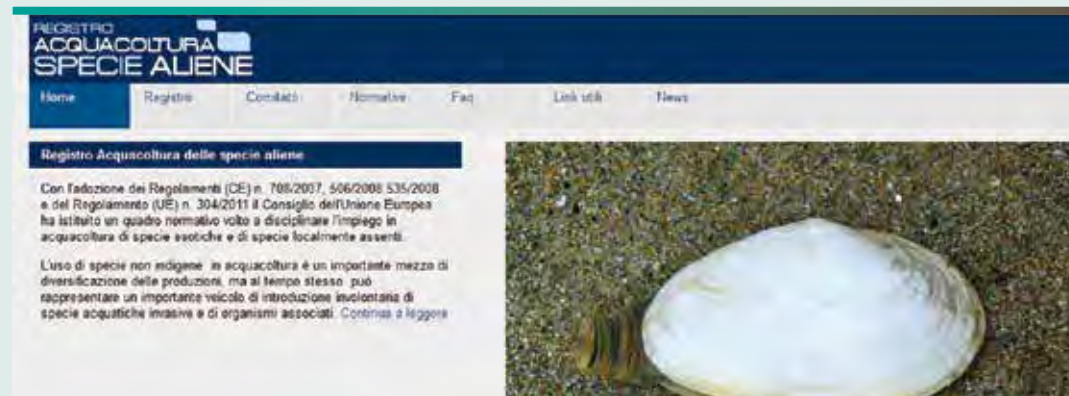 REGISTRO
ACQUACOLTURA
SPECIE ALIENE
Home Registro Comitato Normative Faq Link utili News
Registro Acquacoltura delle specie aliene
Con l'adozione dei Regolamenti (CE) n. 708/2007, 506/2008 535/2008
e del Regolamento (UE) n. 304/2011 il Consiglio dell'Unione Europea
ha istituito un quadro normativo volto a disciplinare l'impiego in
acquacoltura di specie esotiche e di specie localmente assenti.
L'uso di specie non indigene in acquacoltura è un importante mezzo di
diversificazione delle produzioni, ma al tempo stesso può
rappresentare un importante veicolo di introduzione involontaria di
specie acquatiche invasive e di organismi associati. Continua a leggere